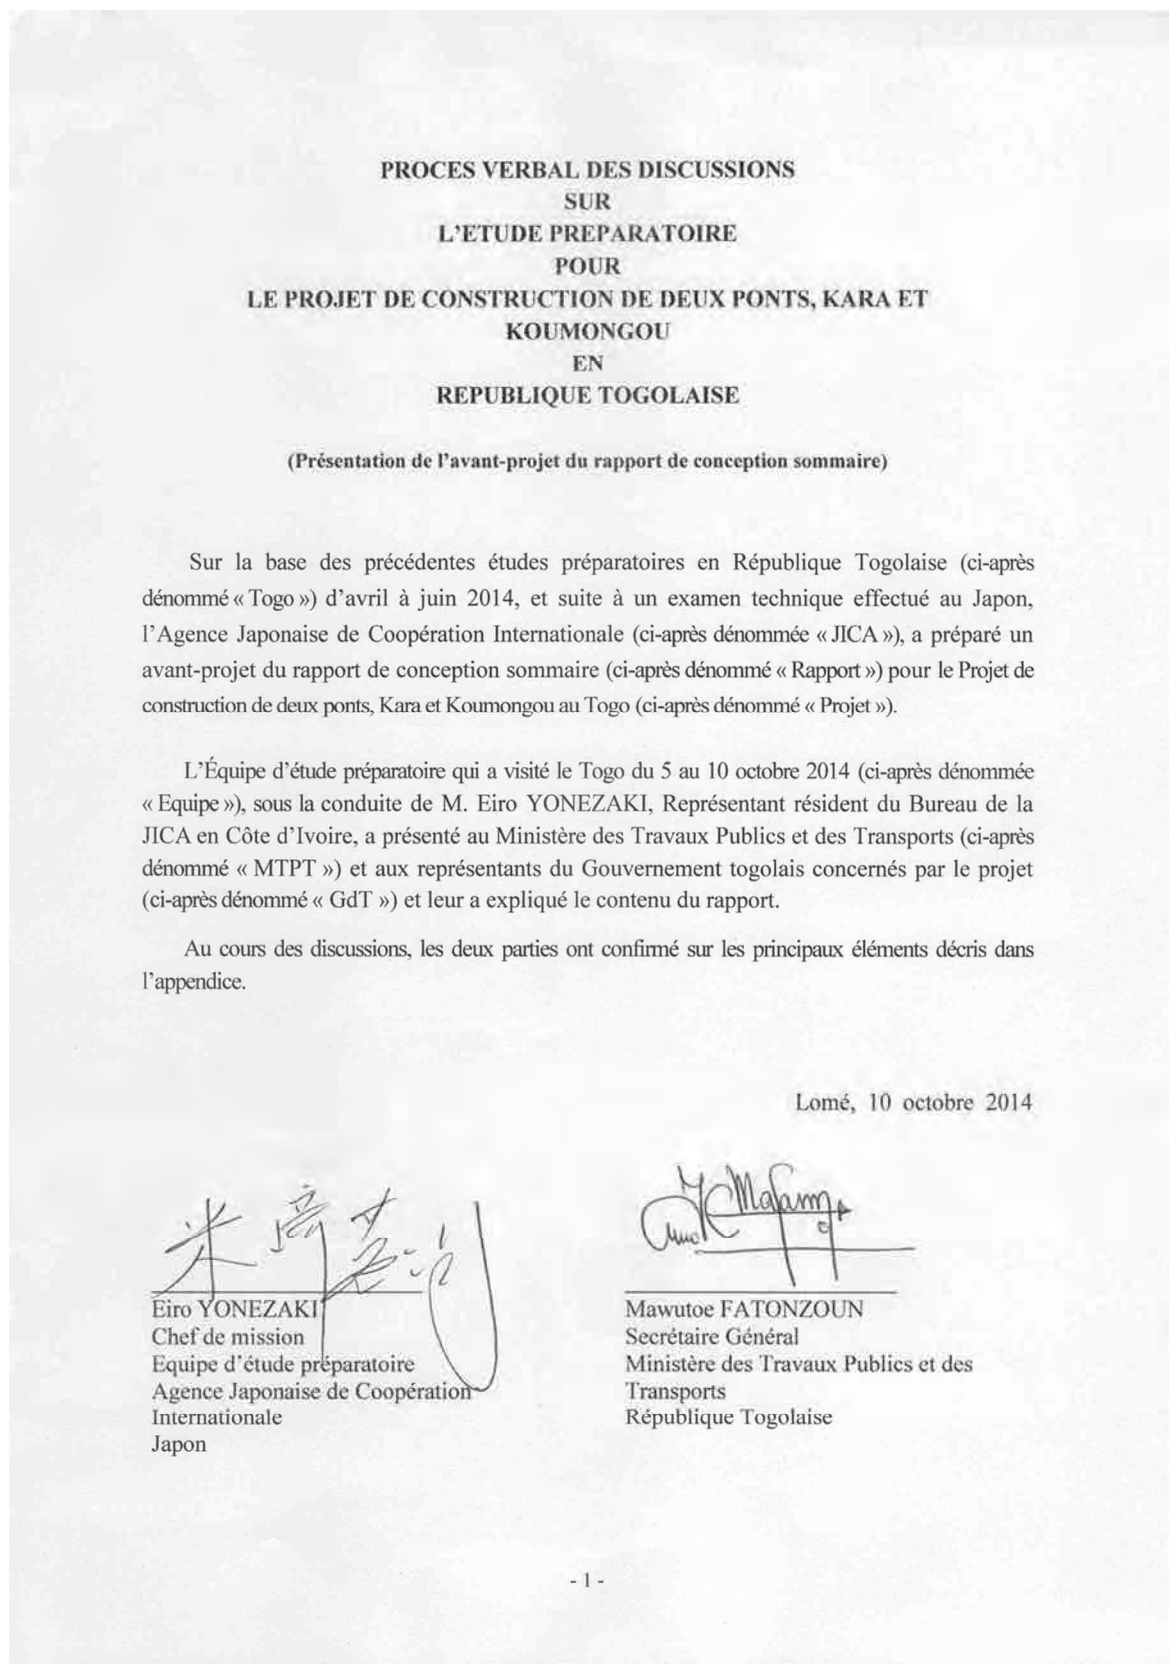 PROCES VERBAL DES DISCUSSIONS
SUR
L'ETUDE PREPARATOIRE
POUR
LE PROJET DE CONSTRUCTION DE DEUX PONTS, KARA ET
KOUMONGOU
EN
REPUBLIQUE TOGOLAISE
(Présentation de l'avant-projet du rapport de conception sommaire)
Sur la base des précédentes études préparatoires en République Togolaise (ci-après
dénommé « Togo ») d'avril à juin 2014, et suite à un examen technique effectué au Japon,
l'Agence Japonaise de Coopération Internationale (ci-après dénommée « JICA »), a préparé un
avant-projet du rapport de conception sommaire (ci-après dénommé « Rapport ») pour le Projet de
construction de deux ponts, Kara et Koumongou au Togo (ci-après dénommé « Projet »).
L'Équipe d'étude préparatoire qui a visité le Togo du 5 au 10 octobre 2014 (ci-après dénommée
« Equipe »), sous la conduite de M. Eiro YONEZAKI, Représentant résident du Bureau de la
JICA en Côte d'Ivoire, a présenté au Ministère des Travaux Publics et des Transports (ci-après
dénommé « MTPT ») et aux représentants du Gouvernement togolais concernés par le projet
(ci-après dénommé « GdT ») et leur a expliqué le contenu du rapport.
Au cours des discussions, les deux parties ont confirmé sur les principaux éléments décris dans
l'appendice.
Lomé, 10 octobre 2014
Eiro YONEZAKI
Chef de mission
Equipe d'étude préparatoire
Agence Japonaise de Coopération
Internationale
Japon
Mawutoe FATONZOUN
Secrétaire Général
Ministère des Travaux Publics et des
Transports
République Togolaise
- 1 -